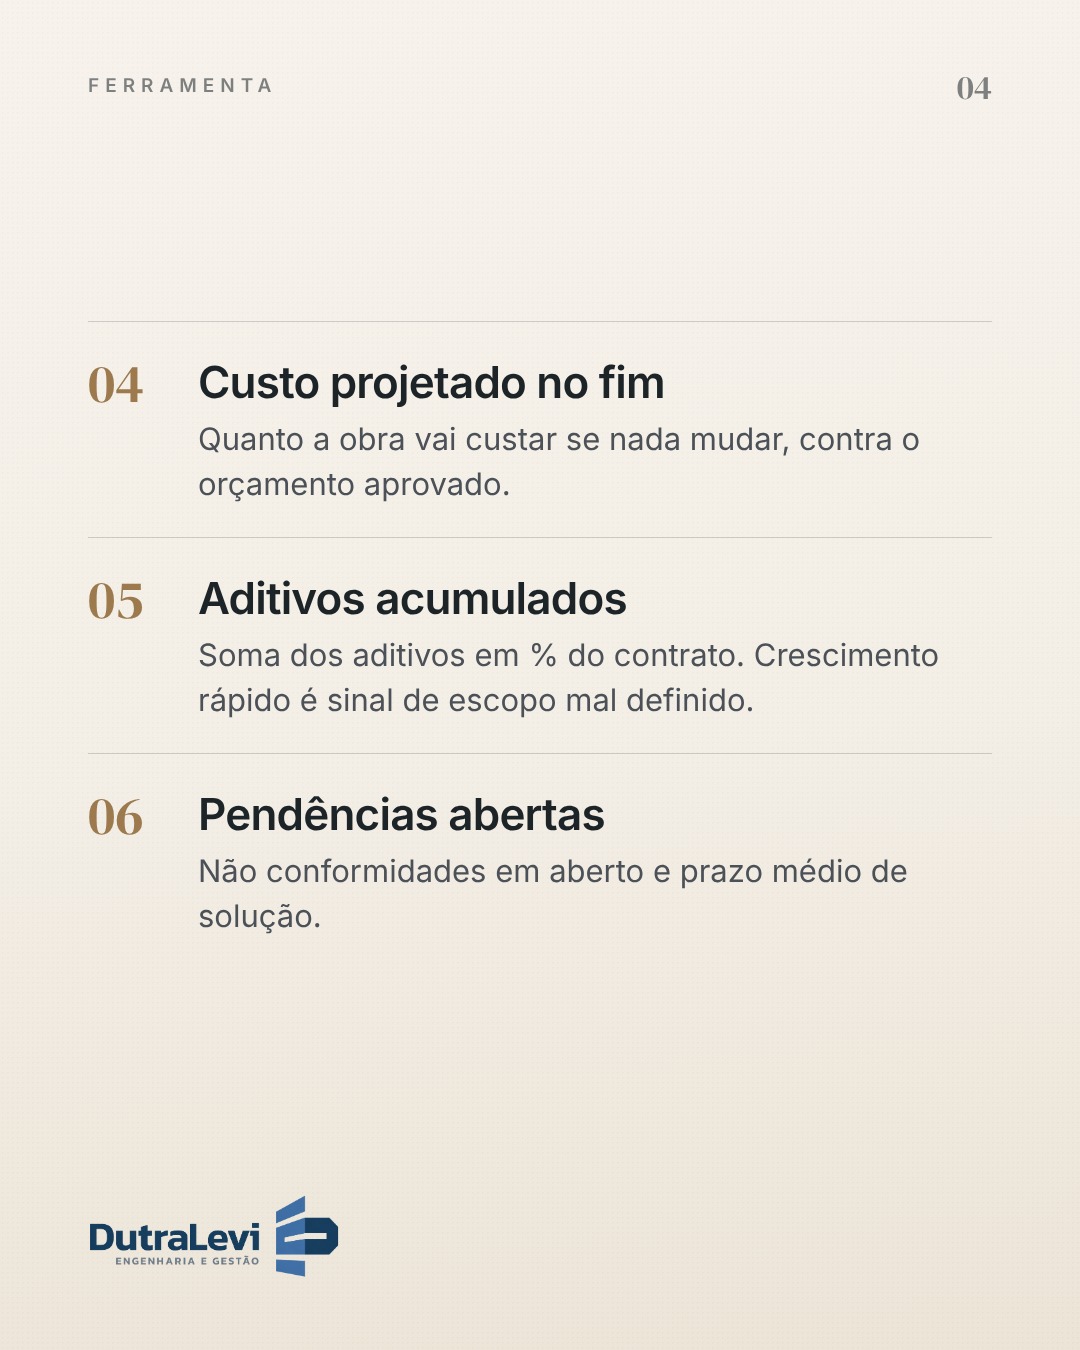 FERRAMENTA
04
04
Custo projetado no fim
Quanto a obra vai custar se nada mudar, contra o
orçamento aprovado.
05
Aditivos acumulados
Soma dos aditivos em % do contrato. Crescimento
rápido é sinal de escopo mal definido.
06
Pendências abertas
Não conformidades em aberto e prazo médio de
solução.
DutraLevi
ENGENHARIA E GESTÃO